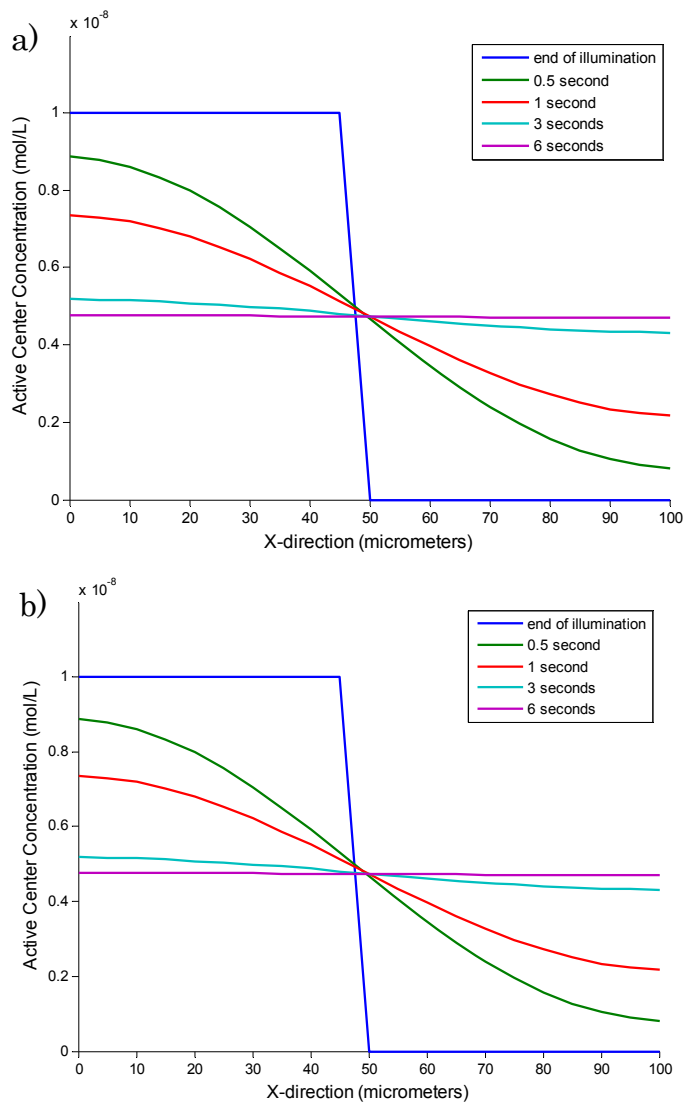 a)
x 10-8
end of illumination
0.5 second
1 second
3 seconds
6 seconds
1
0.8
0.6
0.4
0.2
0
Active Center Concentration (mol/L)
0 10 20 30 40 50 60 70 80 90 100
X-direction (micrometers)
b)
x 10-8
end of illumination
0.5 second
1 second
3 seconds
6 seconds
1
0.8
0.6
0.4
0.2
0
Active Center Concentration (mol/L)
0 10 20 30 40 50 60 70 80 90 100
X-direction (micrometers)